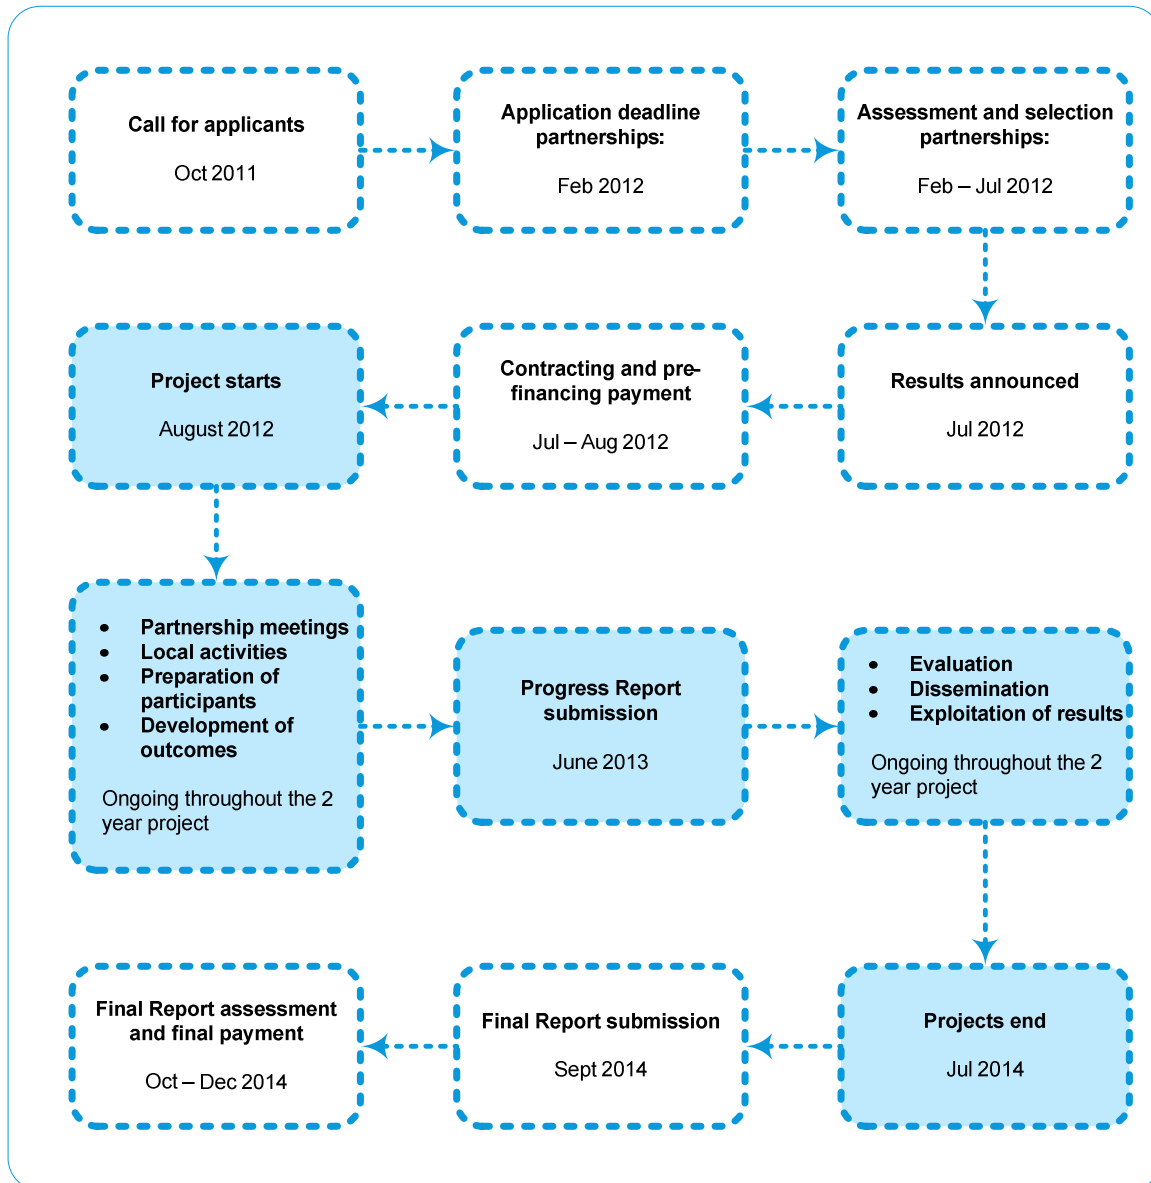 Call for applicants
Oct 2011
Application deadline
partnerships:
Feb 2012
Assessment and selection
partnerships:
Feb – Jul 2012
Project starts
August 2012
Contracting and pre-
financing payment
Jul – Aug 2012
Results announced
Jul 2012
• Partnership meetings
• Local activities
• Preparation of
participants
• Development of
outcomes
Ongoing throughout the 2
year project
Progress Report
submission
June 2013
• Evaluation
• Dissemination
• Exploitation of results
Ongoing throughout the 2
year project
Final Report assessment
and final payment
Oct – Dec 2014
Final Report submission
Sept 2014
Projects end
Jul 2014